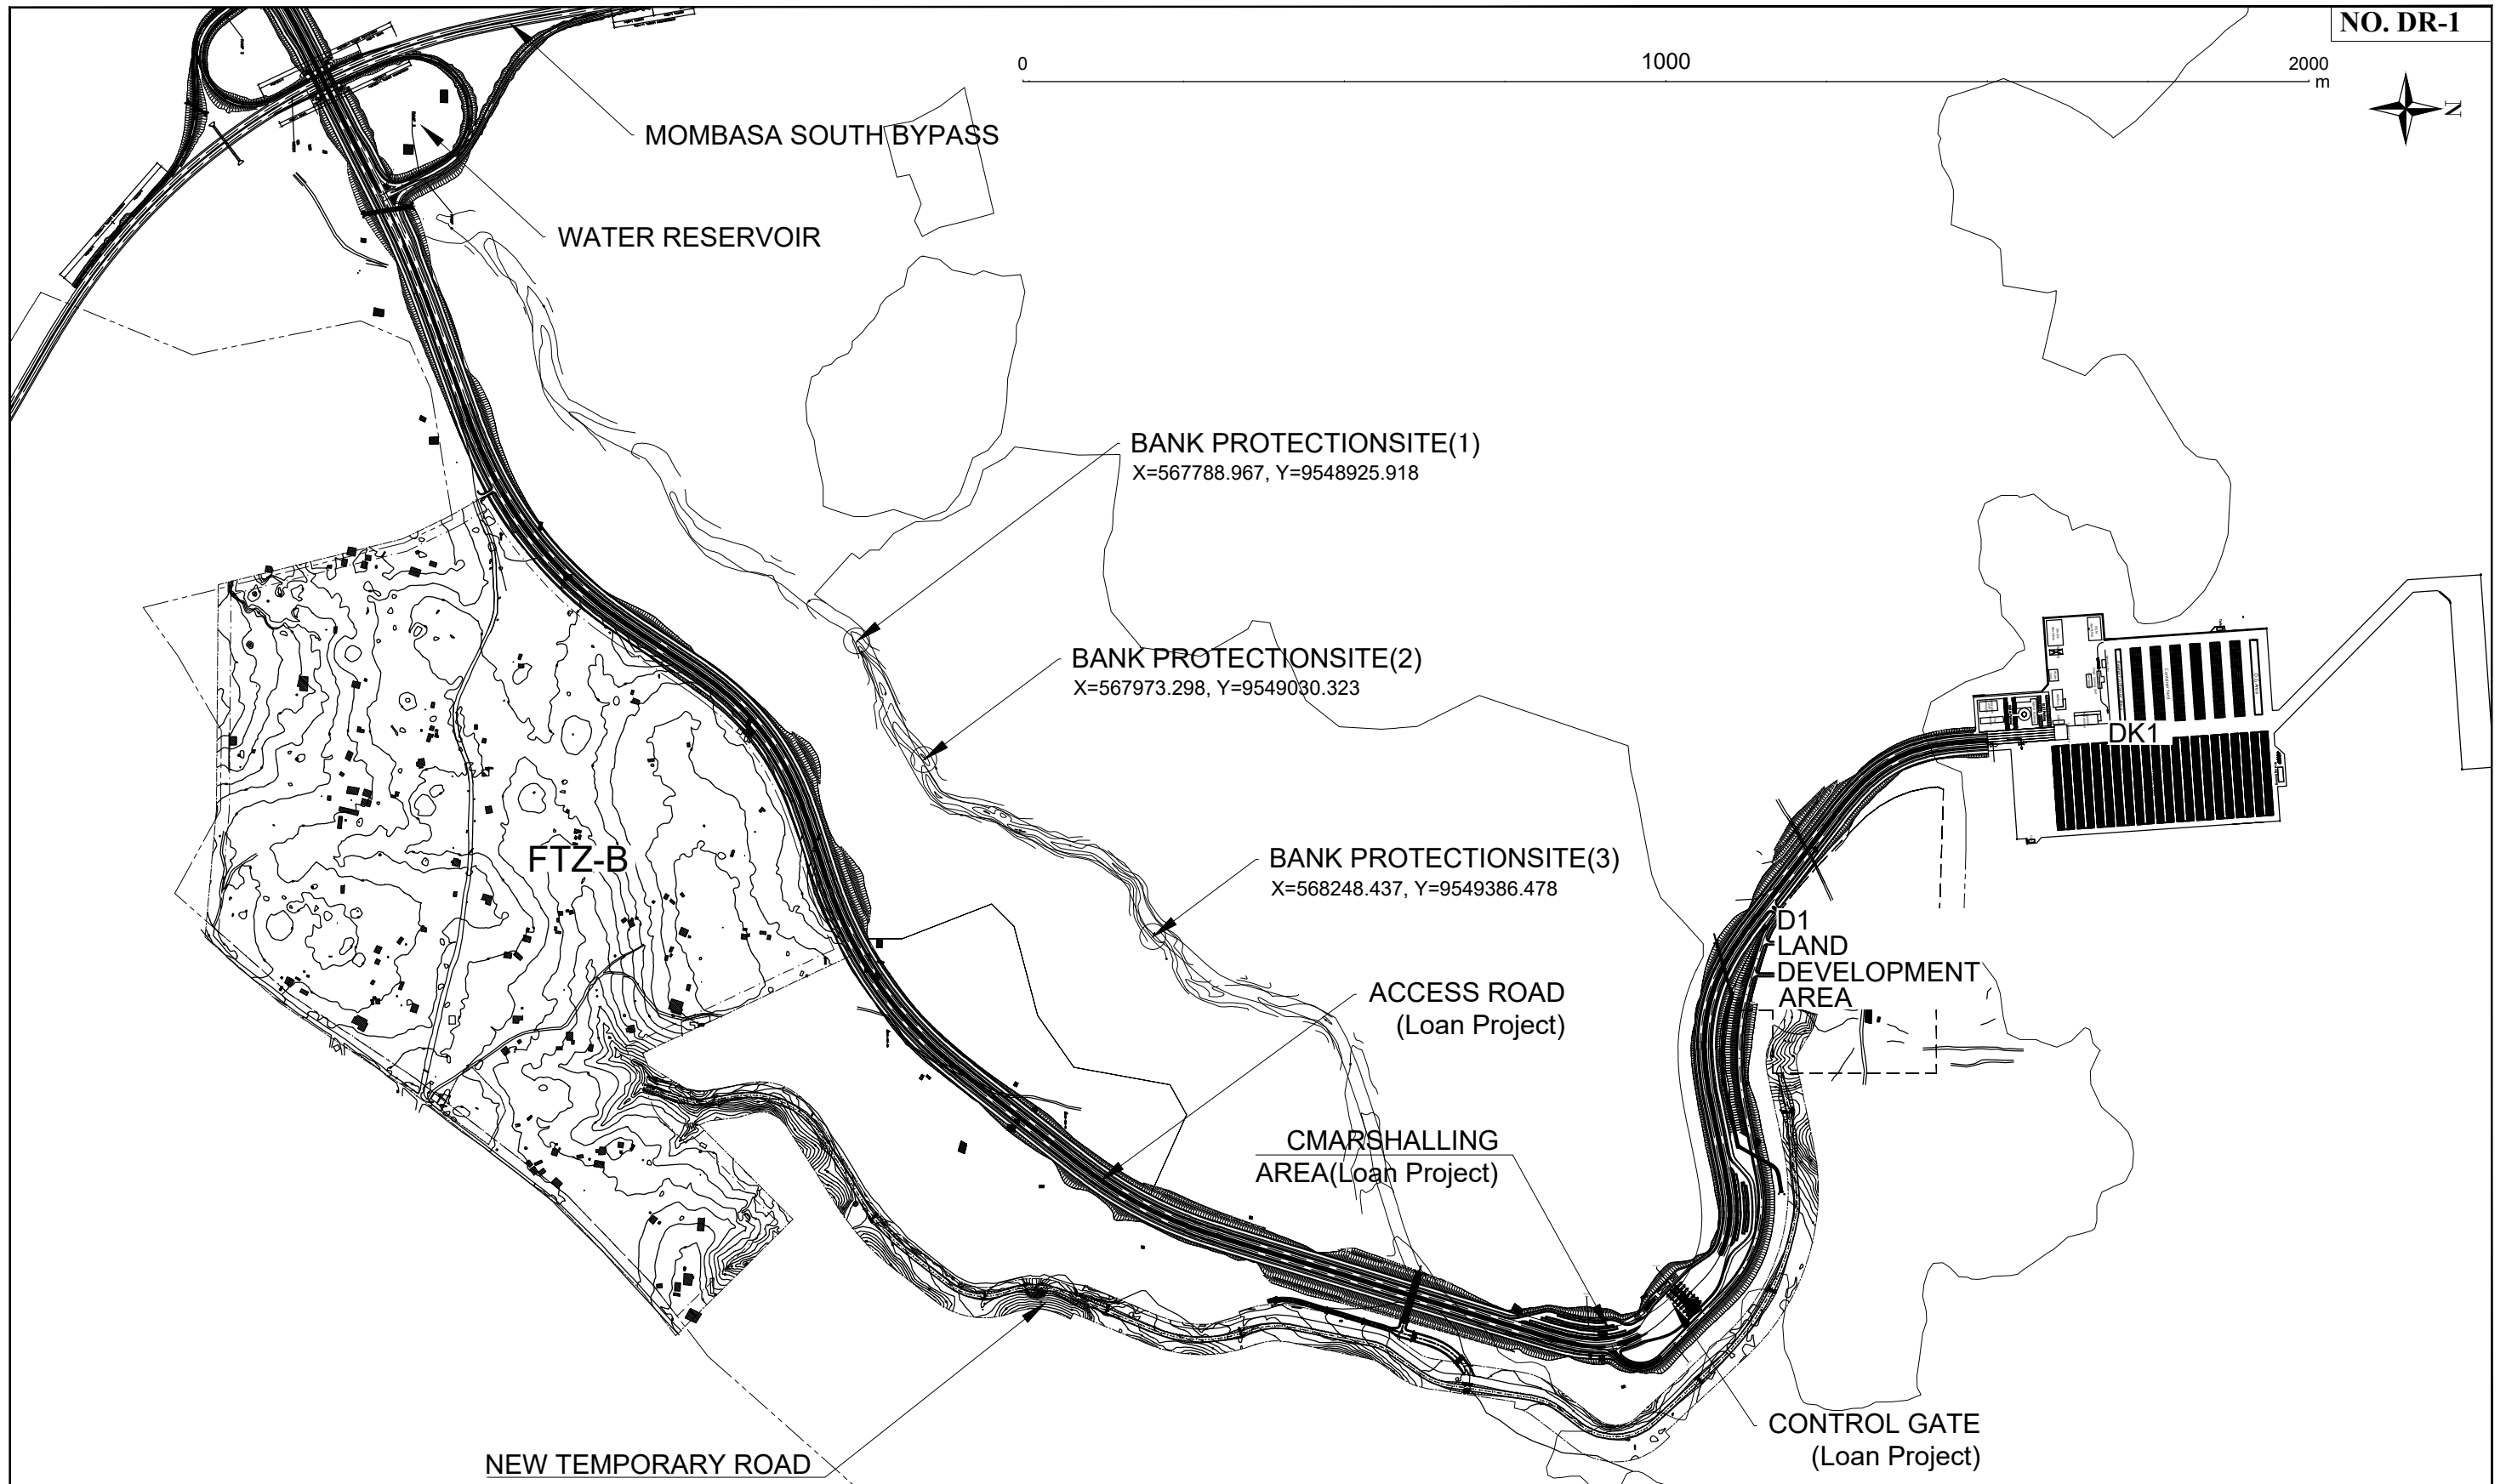 NO. DR-1
0
1000
2000
m
N
MOMBASA SOUTH BYPASS
WATER RESERVOIR
BANK PROTECTIONSITE(1)
X=567788.967, Y=9548925.918
BANK PROTECTIONSITE(2)
X=567973.298, Y=9549030.323
DK1
FTZ-B
BANK PROTECTIONSITE(3)
X=568248.437, Y=9549386.478
D1
LAND
DEVELOPMENT
AREA
ACCESS ROAD
(Loan Project)
CMARSHALLING
AREA(Loan Project)
CONTROL GATE
(Loan Project)
NEW TEMPORARY ROAD